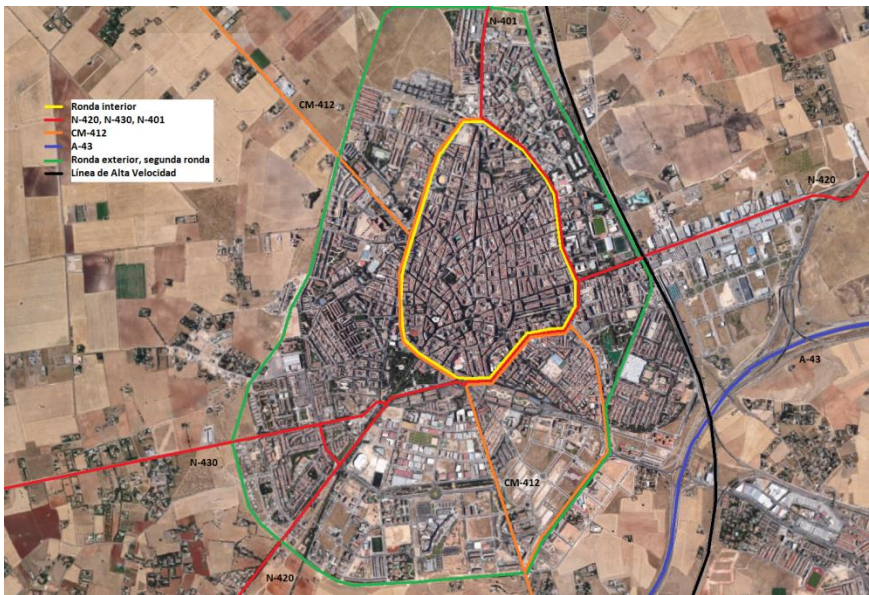 N-401
CM-412
Ronda interior
N-420, N-430, N-401
CM-412
A-43
Ronda exterior, segunda ronda
Línea de Alta Velocidad
N-420
A-43
N-430
CM-412
N-420